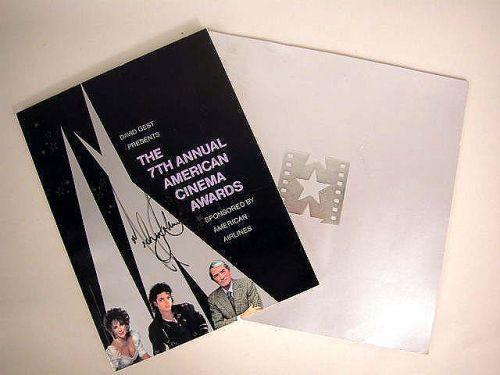 DAVID GEST
PRESENTS
THE
7TH ANNUAL
AMERICAN
CINEMA
AWARDS
SPONSORED BY
AMERICAN
AIRLINES